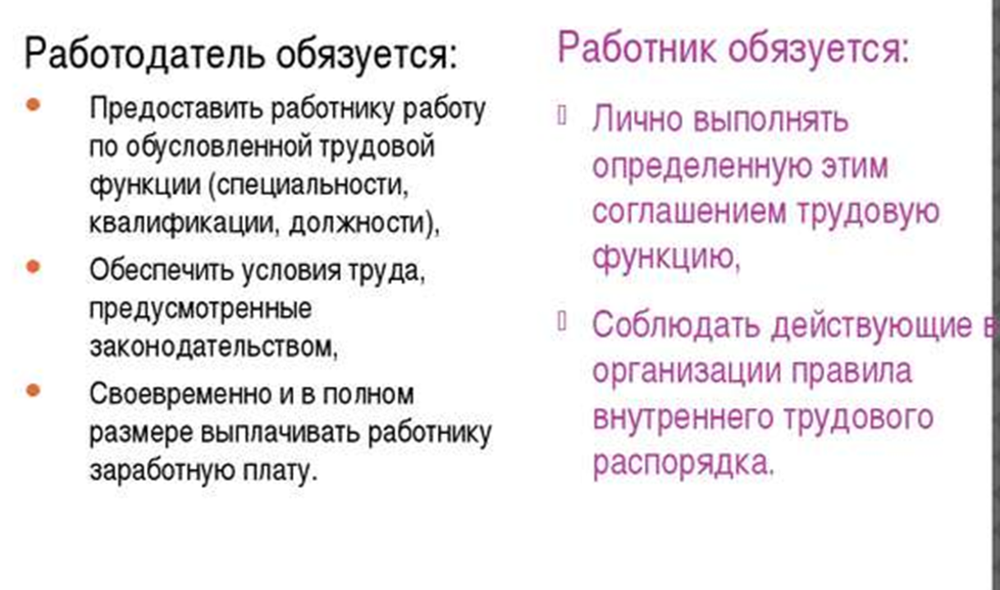 Работодатель обязуется:
Предоставить работнику работу
по обусловленной трудовой
функции (специальности,
квалификации, должности),
Обеспечить условия труда,
предусмотренные
законодательством,
Своевременно и в полном
размере выплачивать работнику
заработную плату.
Работник обязуется:
Лично выполнять
определенную этим
соглашением трудовую
функцию,
Соблюдать действующие в
организации правила
внутреннего трудового
распорядка.